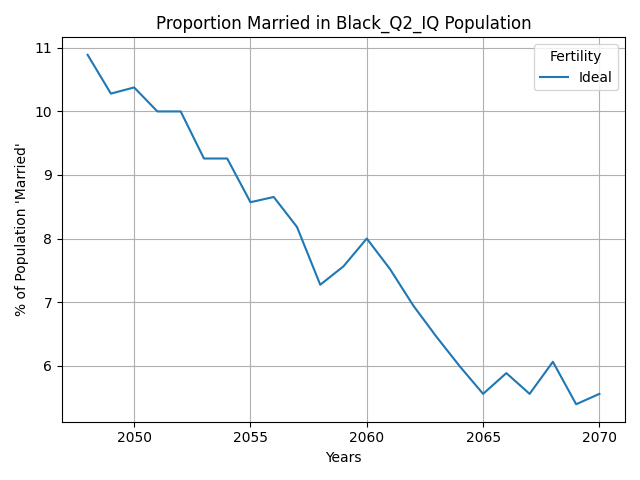 Proportion Married in Black_Q2_IQ Population
% of Population 'Married'
11
10
9
8
7
6
Fertility
Ideal
2050 2055 2060 2065 2070
Years